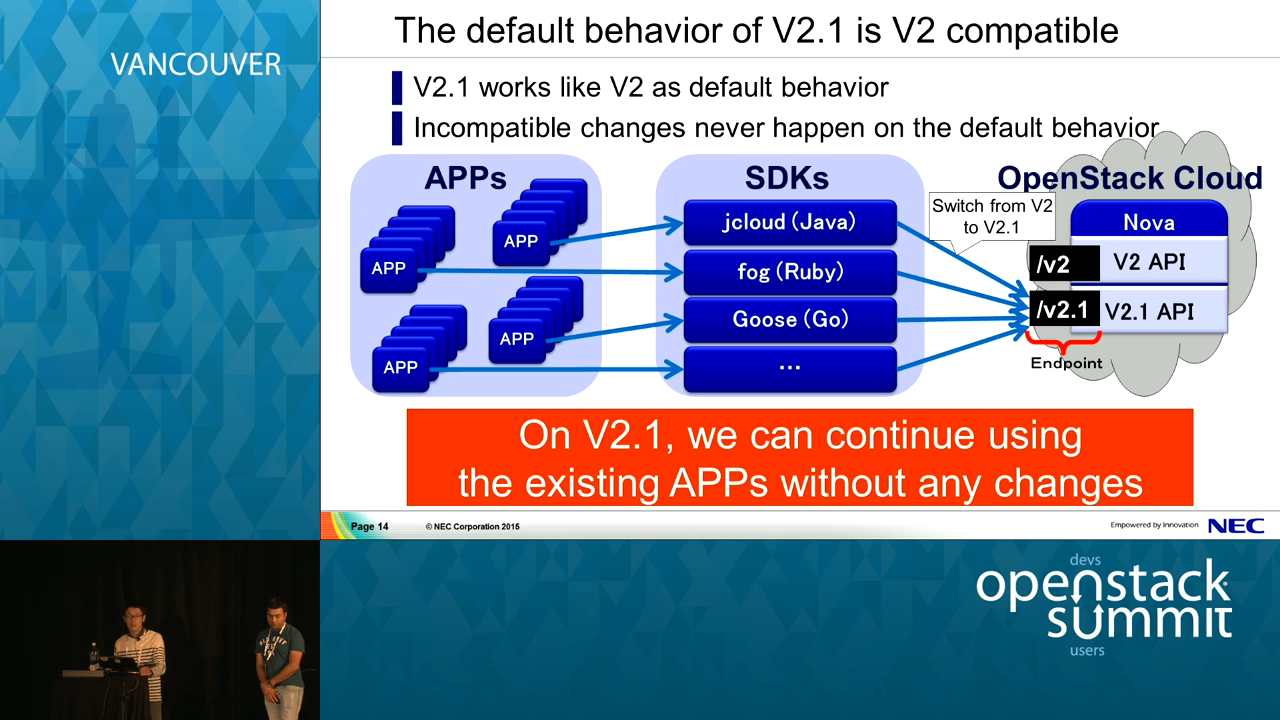 VANCOUVER
The default behavior of V2.1 is V2 compatible
V2.1 works like V2 as default behavior
Incompatible changes never happen on the default behavior
APPs
SDKs
OpenStack Cloud
APP
APP
APP
APP
jcloud (Java)
fog (Ruby)
Goose (Go)
...
Switch from V2
to V2.1
Nova
/v2
V2 API
/v2.1
V2.1 API
Endpoint
On V2.1, we can continue using
the existing APPs without any changes
Page 14
© NEC Corporation 2015
Empowered by Innovation
NEC
devs
openstack
summit
users